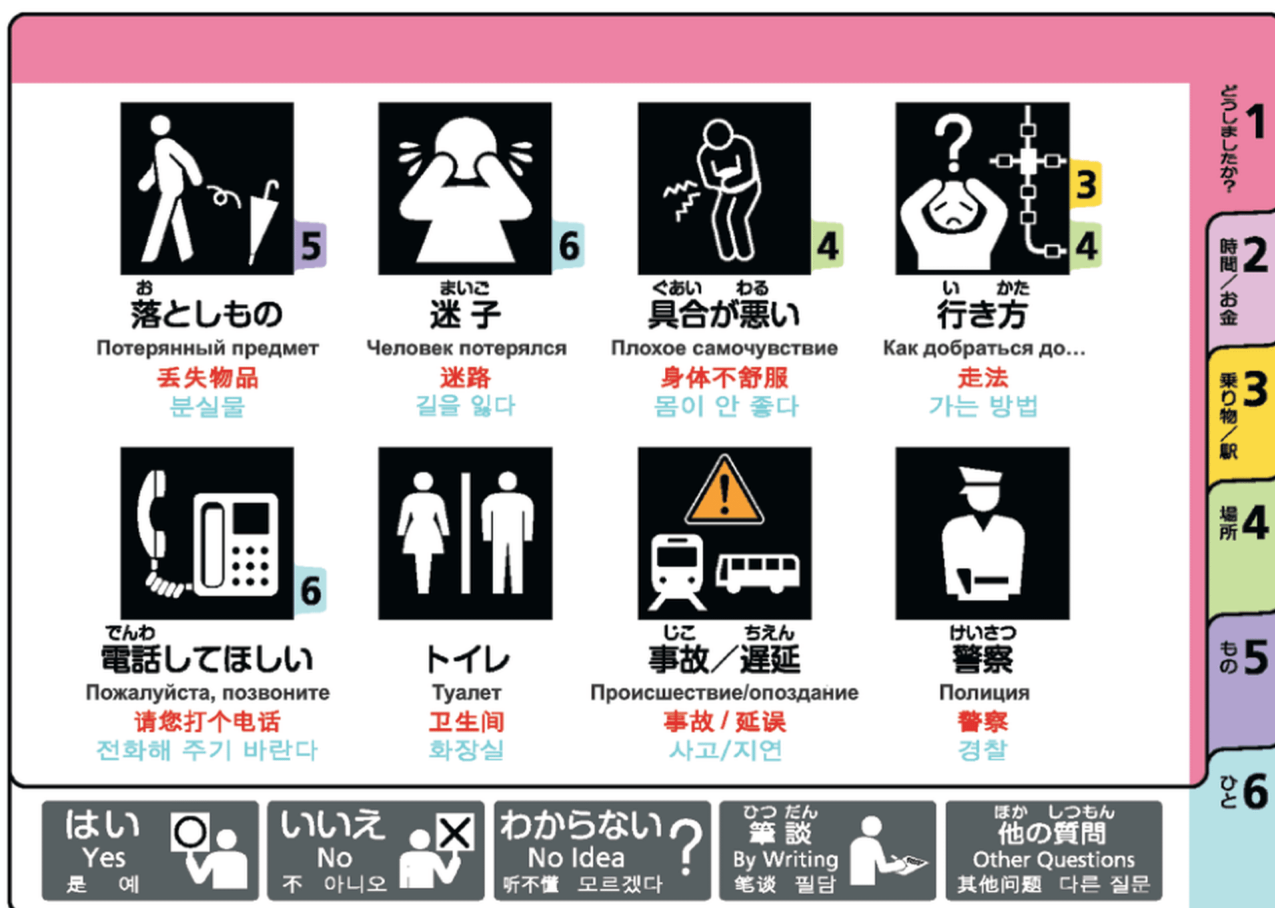 お
落としもの
Потерянный предмет
丢失物品
분실물
5
まいご
迷子
Человек потерялся
迷路
길을 잃다
6
ぐあい わる
具合が悪い
Плохое самочувствие
身体不舒服
몸이 안 좋다
4
?
い かた
行き方
Как добраться до...
走法
가는 방법
3
4
でんわ
電話してほしい
Пожалуйста, позвоните
请您打个电话
전화해 주기 바란다
6
トイレ
Туалет
卫生间
화장실
!
じこ ちえん
事故/遅延
Происшествие/опоздание
事故 / 延误
사고/지연
けいさつ
警察
Полиция
警察
경찰
1 どうしましたか?
2 時間/お金
3 乗り物/駅
4 場所
5 もの
6 ひと
はい
Yes
是 예
いいえ
No
不 아니오
わからない
No Idea
听不懂 모르겠다
?
ひつ だん
筆談
By Writing
笔谈 필담
ほか しつもん
他の質問
Other Questions
其他问题 다른 질문